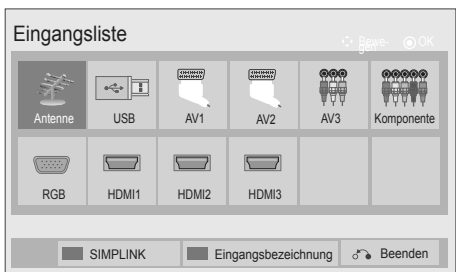 Eingangsliste
Bewe-
gen
OK
Antenne USB AV1 AV2 AV3 Komponente
RGB HDMI1 HDMI2 HDMI3
SIMPLINK Eingangsbezeichnung Beenden